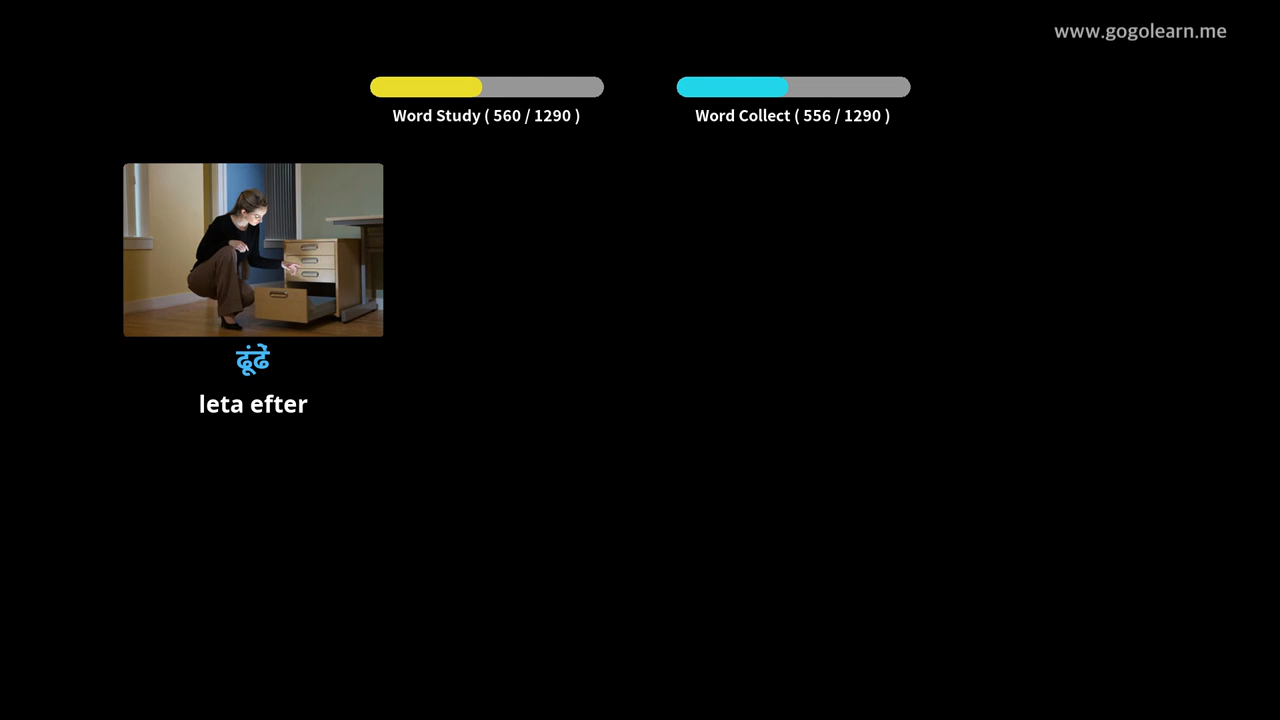 www.gogolearn.me
Word Study ( 560 / 1290 )
Word Collect ( 556 / 1290 )
ढूंढें
leta efter